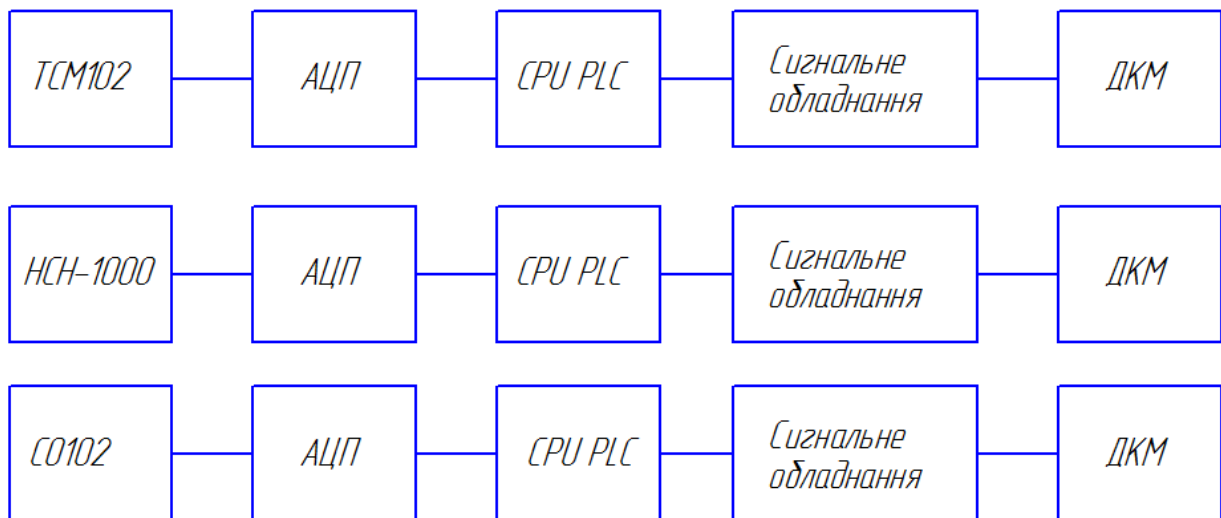 ТСМ102
АЦП
CPU PLC
Сигнальне
обладнання
ДКМ
НСН-1000
АЦП
CPU PLC
Сигнальне
обладнання
ДКМ
СО102
АЦП
CPU PLC
Сигнальне
обладнання
ДКМ